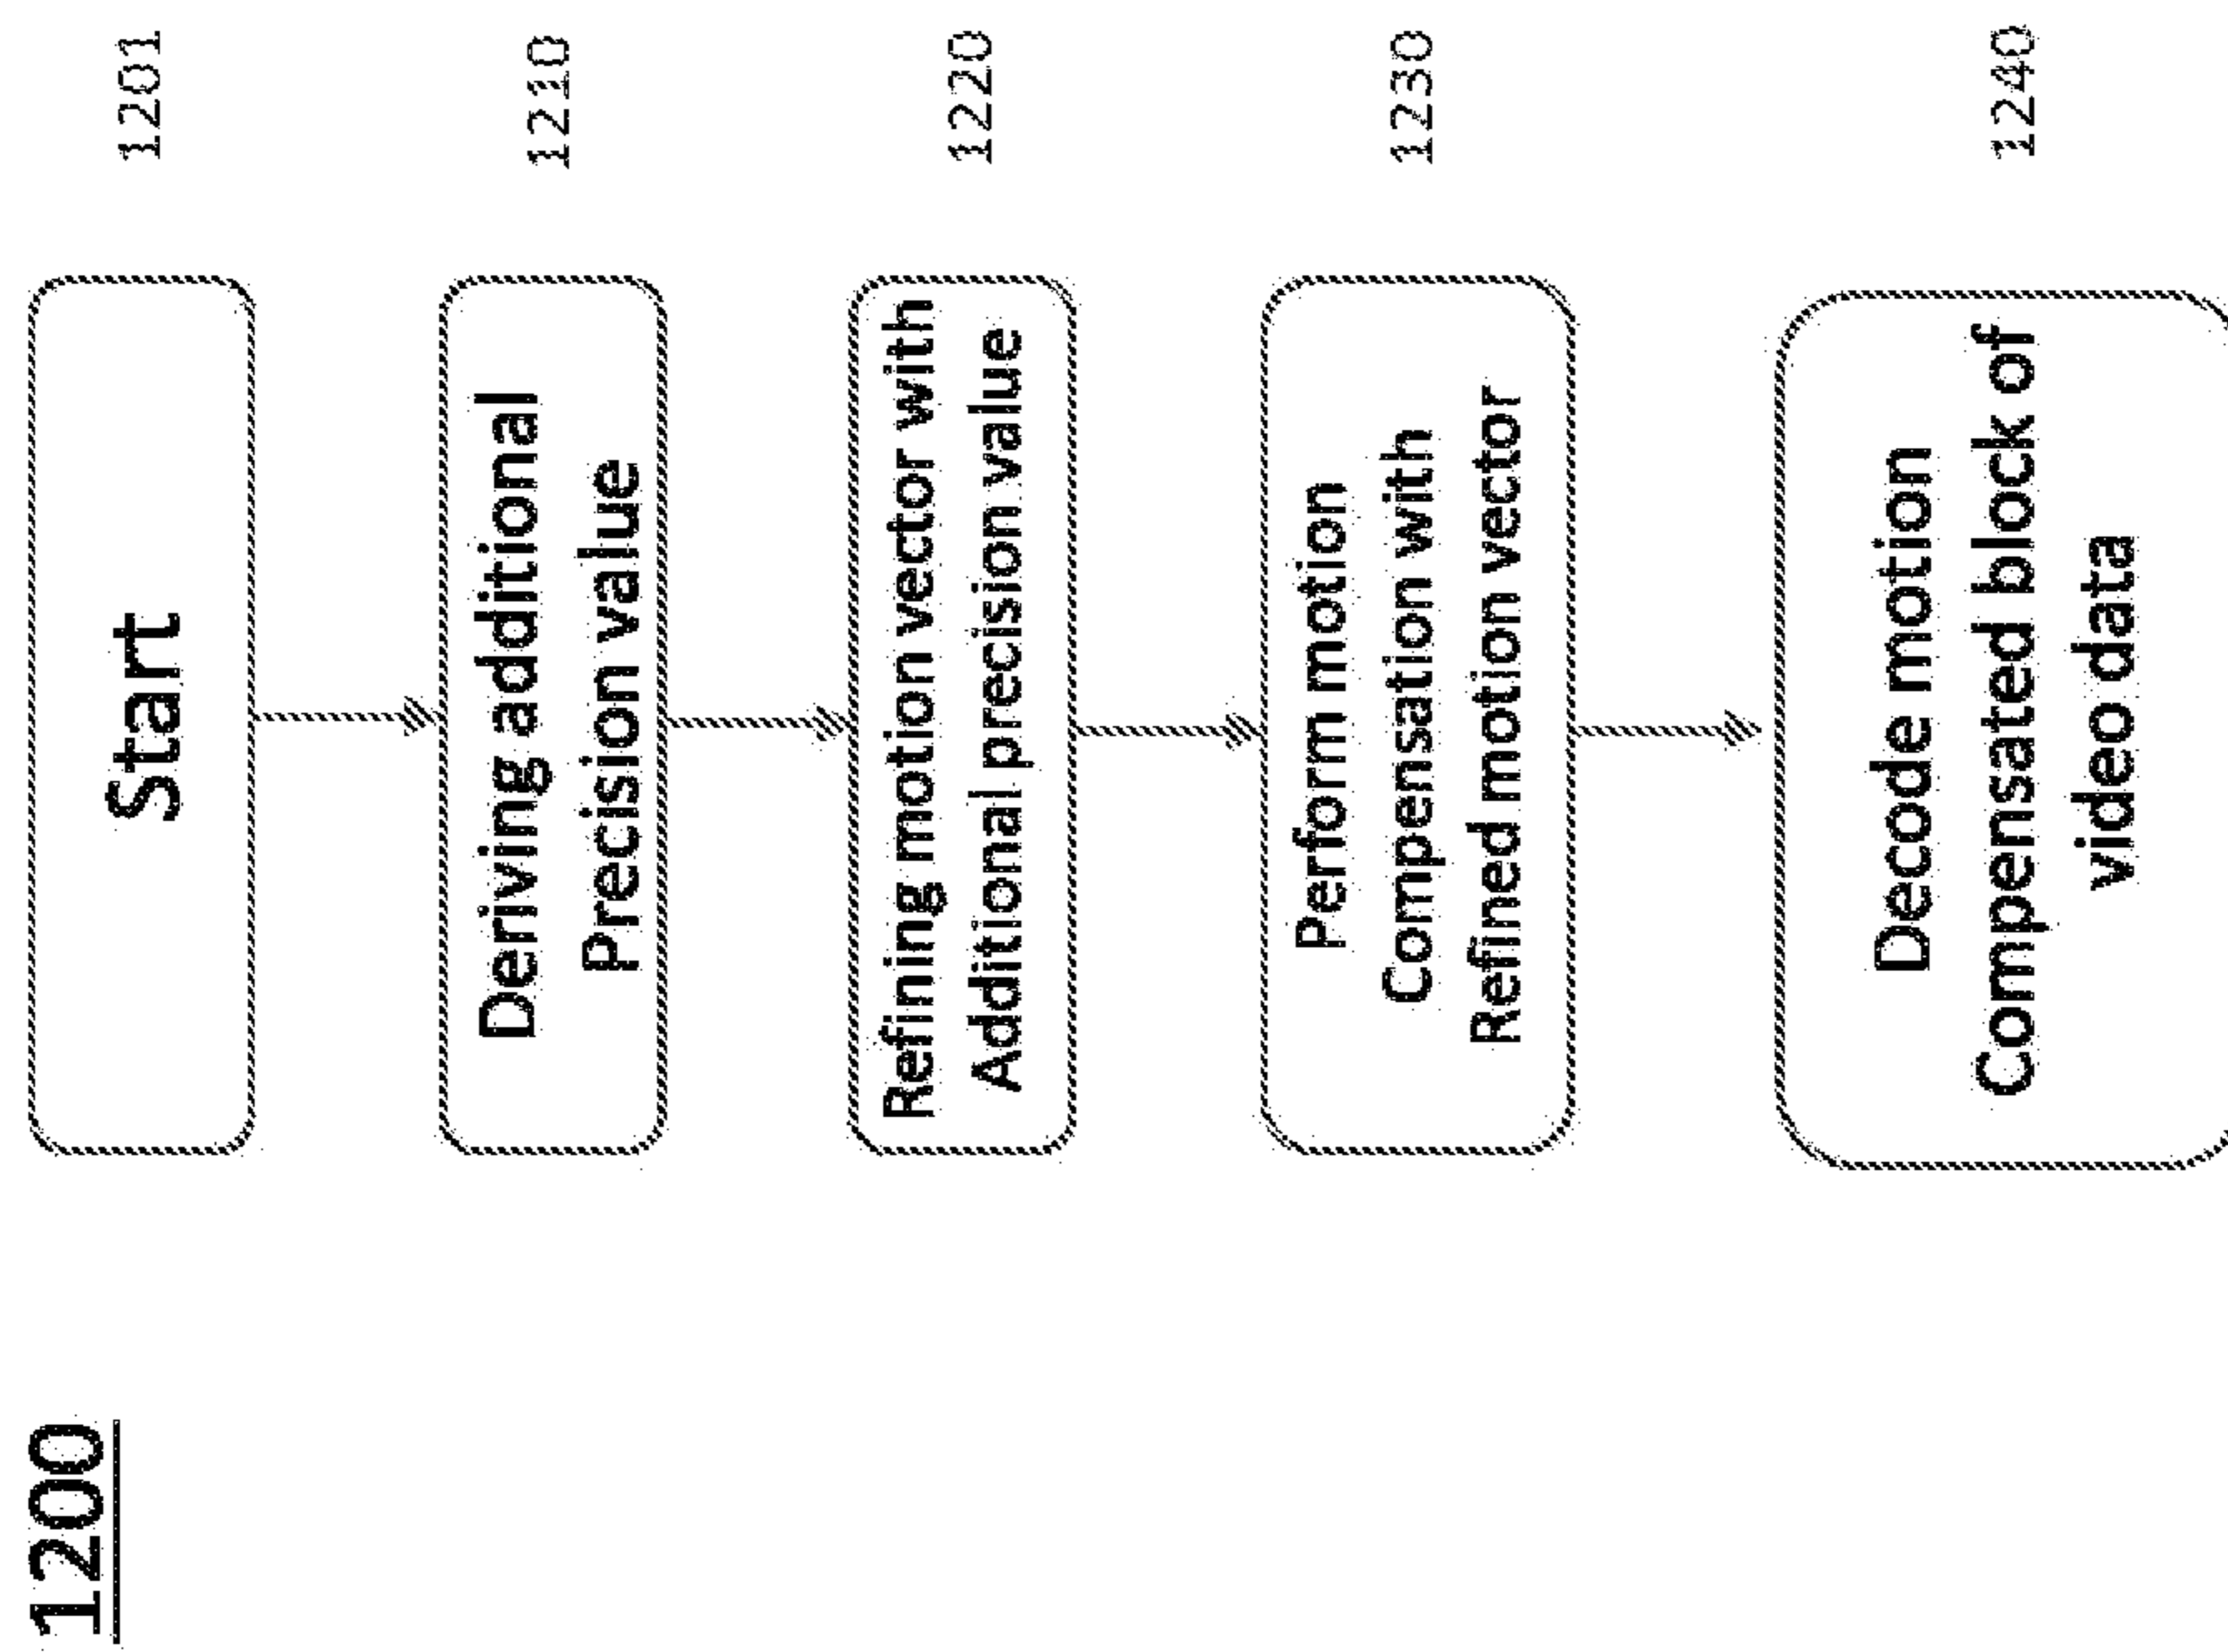 1200
Start
1201
Deriving additional
Precision value
1210
Refining motion vector with
Additional precision value
1220
Perform motion
Compensation with
Refined motion vector
1230
Decode motion
Compensated block of
video data
1240